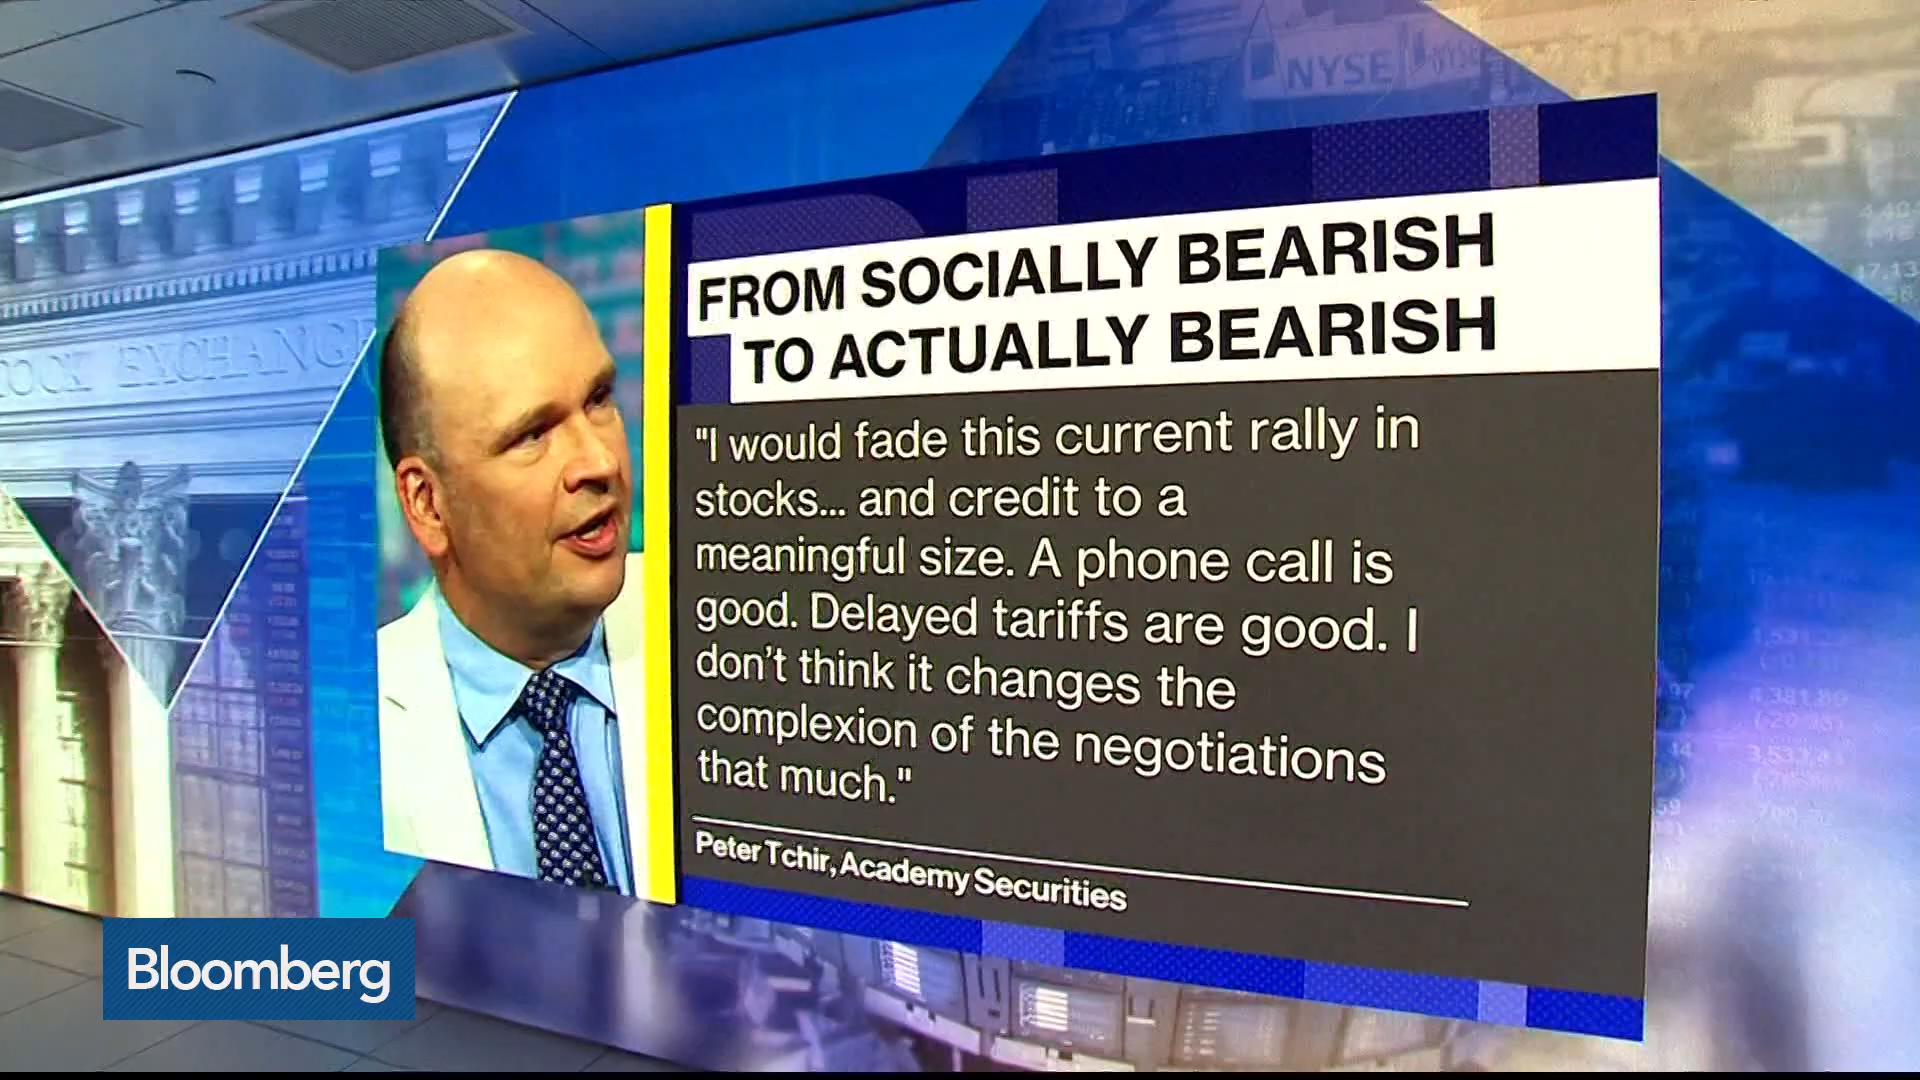 NYSE
FROM SOCIALLY BEARISH
TO ACTUALLY BEARISH
"I would fade this current rally in
stocks... and credit to a
meaningful size. A phone call is
good. Delayed tariffs are good. I
don't think it changes the
complexion of the negotiations
that much."
Peter Tchir, Academy Securities
EXCHANG
Bloomberg